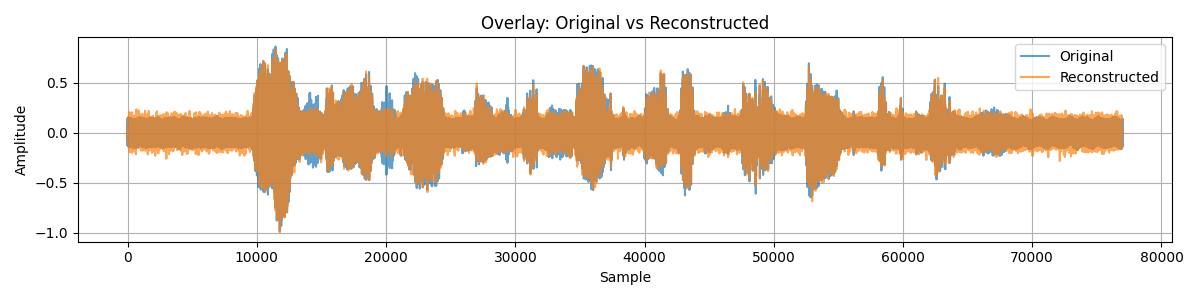 Overlay: Original vs Reconstructed
Original
Reconstructed
Amplitude
0.5
0.0
−0.5
−1.0
0 10000 20000 30000 40000 50000 60000 70000 80000
Sample